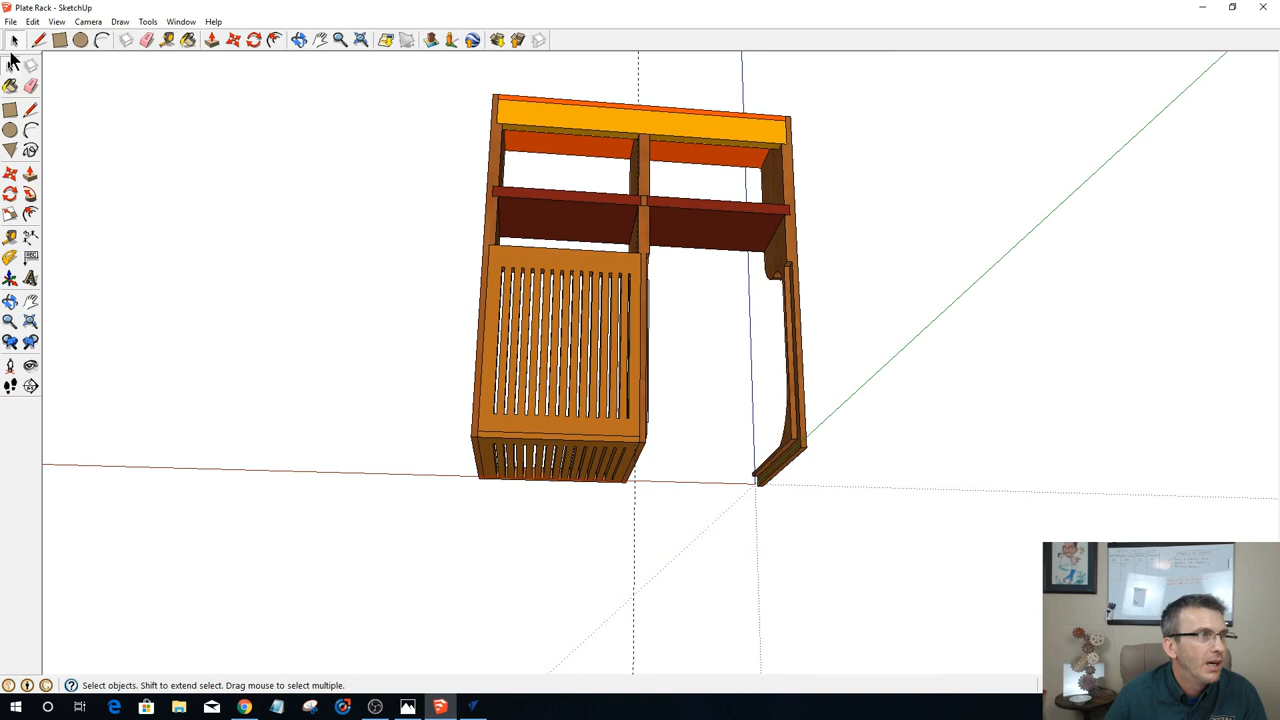 Plate Rack - SketchUp
File Edit View Camera Draw Tools Window Help
Select objects. Shift to extend select. Drag mouse to select multiple.